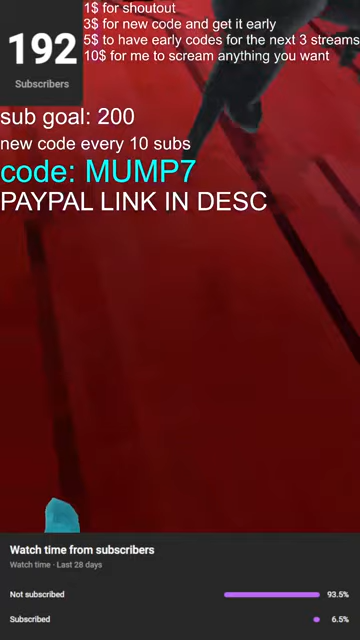 192
Subscribers
1$ for shoutout
3$ for new code and get it early
5$ to have early codes for the next 3 streams
10$ for me to scream anything you want
sub goal: 200
new code every 10 subs
code: MUMP7
PAYPAL LINK IN DESC
Watch time from subscribers
Watch time · Last 28 days
Not subscribed 93.5%
Subscribed 6.5%